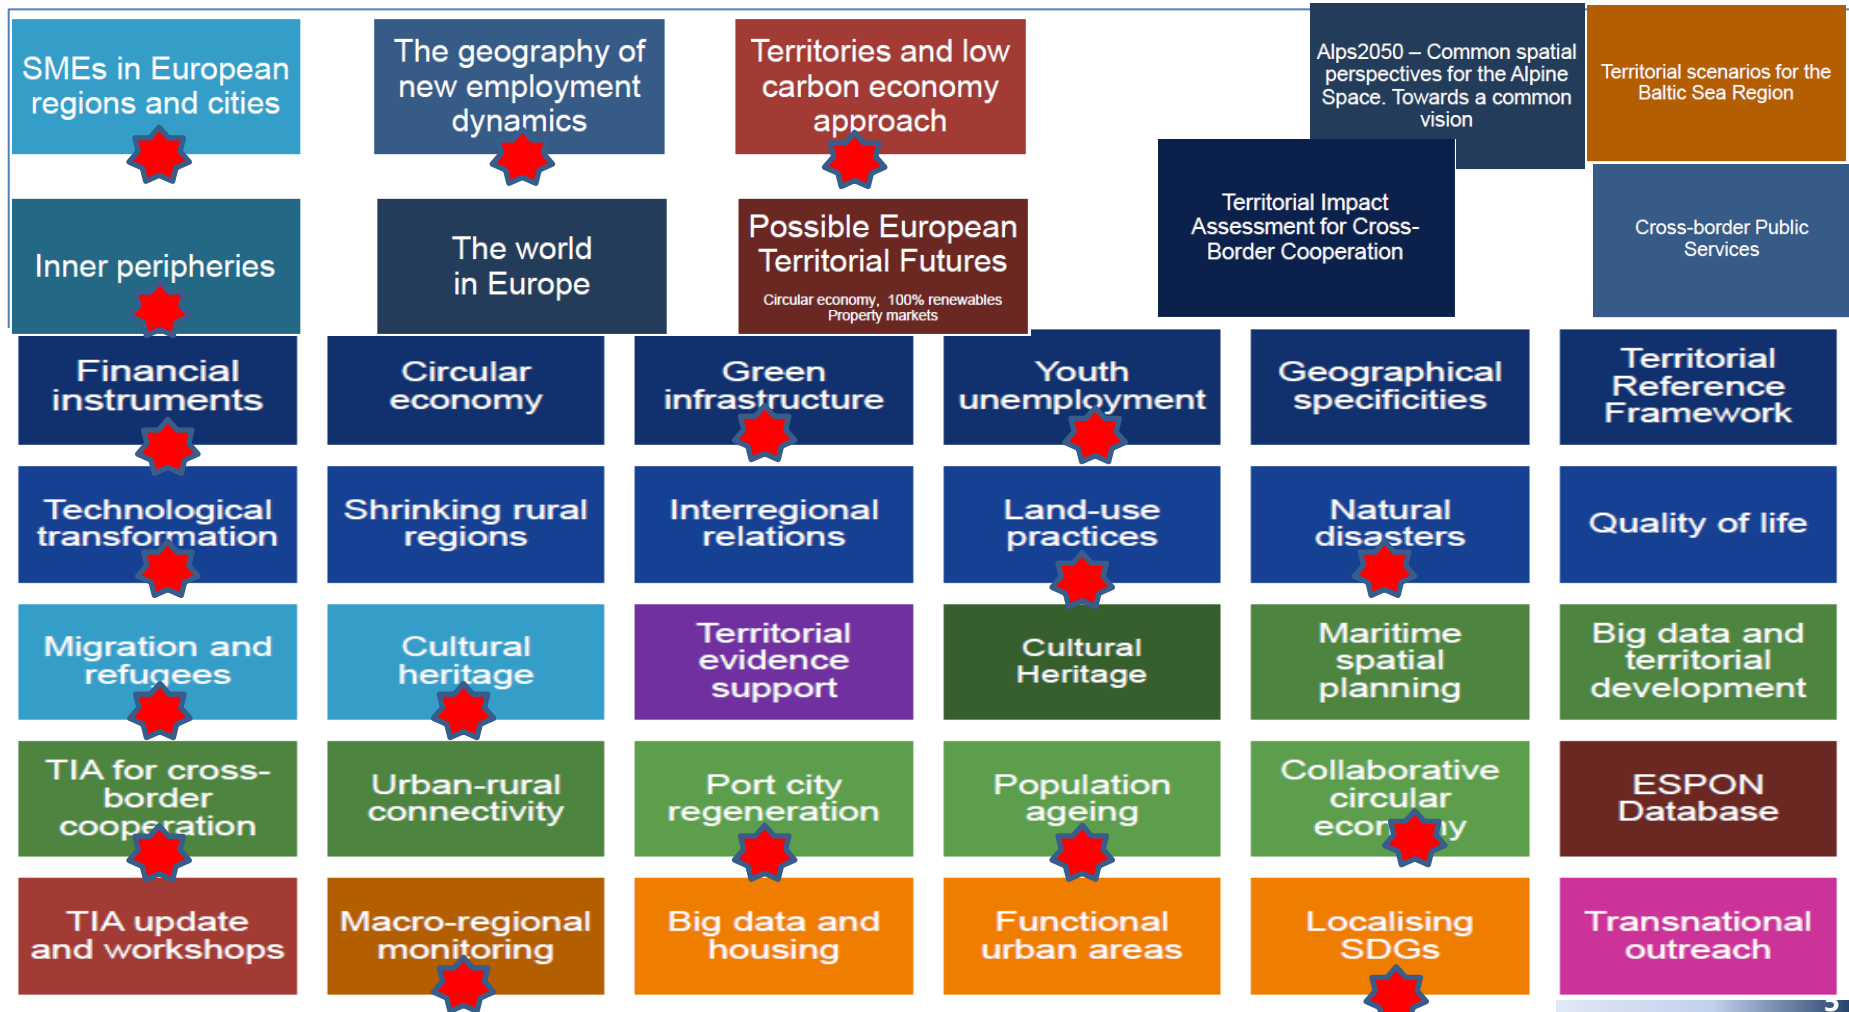 SMEs in European
regions and cities
The geography of
new employment
dynamics
Territories and low
carbon economy
approach
Alps2050 – Common spatial
perspectives for the Alpine
Space. Towards a common
vision
Territorial scenarios for the
Baltic Sea Region
Inner peripheries
The world
in Europe
Possible European
Territorial Futures
Circular economy, 100% renewables
Property markets
Territorial Impact
Assessment for Cross-
Border Cooperation
Cross-border Public
Services
Financial
instruments
Circular
economy
Green
infrastructure
Youth
unemployment
Geographical
specificities
Territorial
Reference
Framework
Technological
transformation
Shrinking rural
regions
Interregional
relations
Land-use
practices
Natural
disasters
Quality of life
Migration and
refugees
Cultural
heritage
Territorial
evidence
support
Cultural
Heritage
Maritime
spatial
planning
Big data and
territorial
development
TIA for cross-
border
cooperation
Urban-rural
connectivity
Port city
regeneration
Population
ageing
Collaborative
circular
economy
ESPON
Database
TIA update
and workshops
Macro-regional
monitoring
Big data and
housing
Functional
urban areas
Localising
SDGs
Transnational
outreach